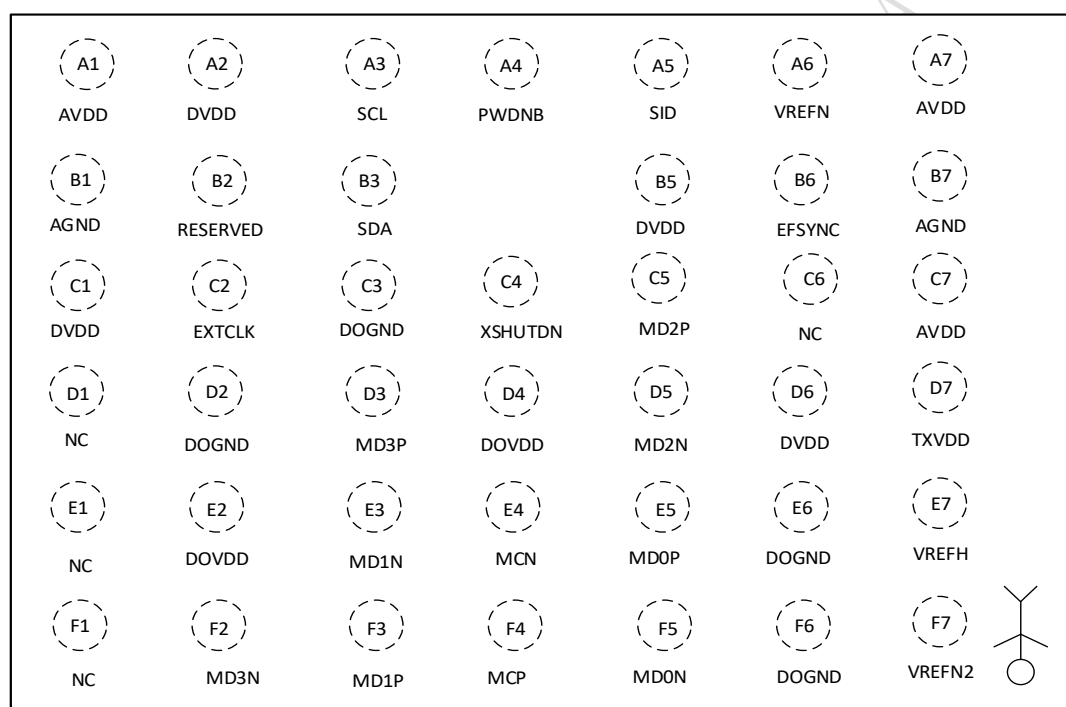 A1 A2 A3 A4 A5 A6 A7
AVDD DVDD SCL PWDNB SID VREFN AVDD
B1 B2 B3 B5 B6 B7
AGND RESERVED SDA DVDD EFSYNC AGND
C1 C2 C3 C4 C5 C6 C7
DVDD EXTCLK DOGND XSHUTDN MD2P NC AVDD
D1 D2 D3 D4 D5 D6 D7
NC DOGND MD3P DOVDD MD2N DVDD TXVDD
E1 E2 E3 E4 E5 E6 E7
NC DOVDD MD1N MCN MD0P DOGND VREFH
F1 F2 F3 F4 F5 F6 F7
NC MD3N MD1P MCP MD0N DOGND VREFN2